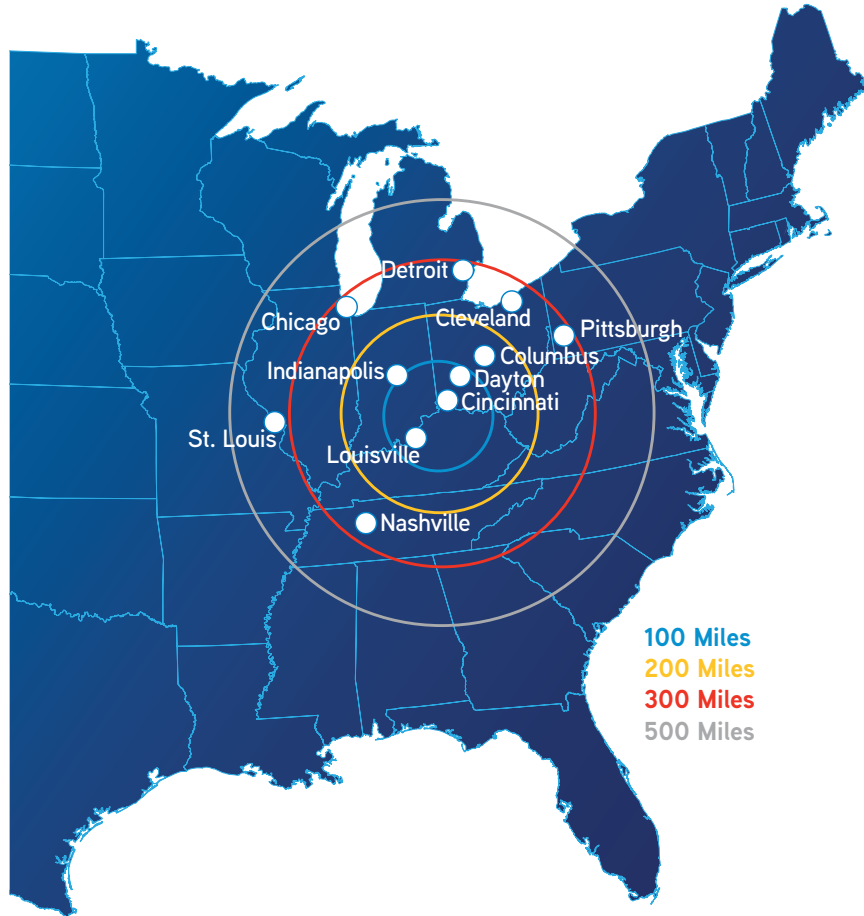 Detroit
Chicago
Cleveland
Pittsburgh
Columbus
Indianapolis
Dayton
Cincinnati
St. Louis
Louisville
Nashville
100 Miles
200 Miles
300 Miles
500 Miles